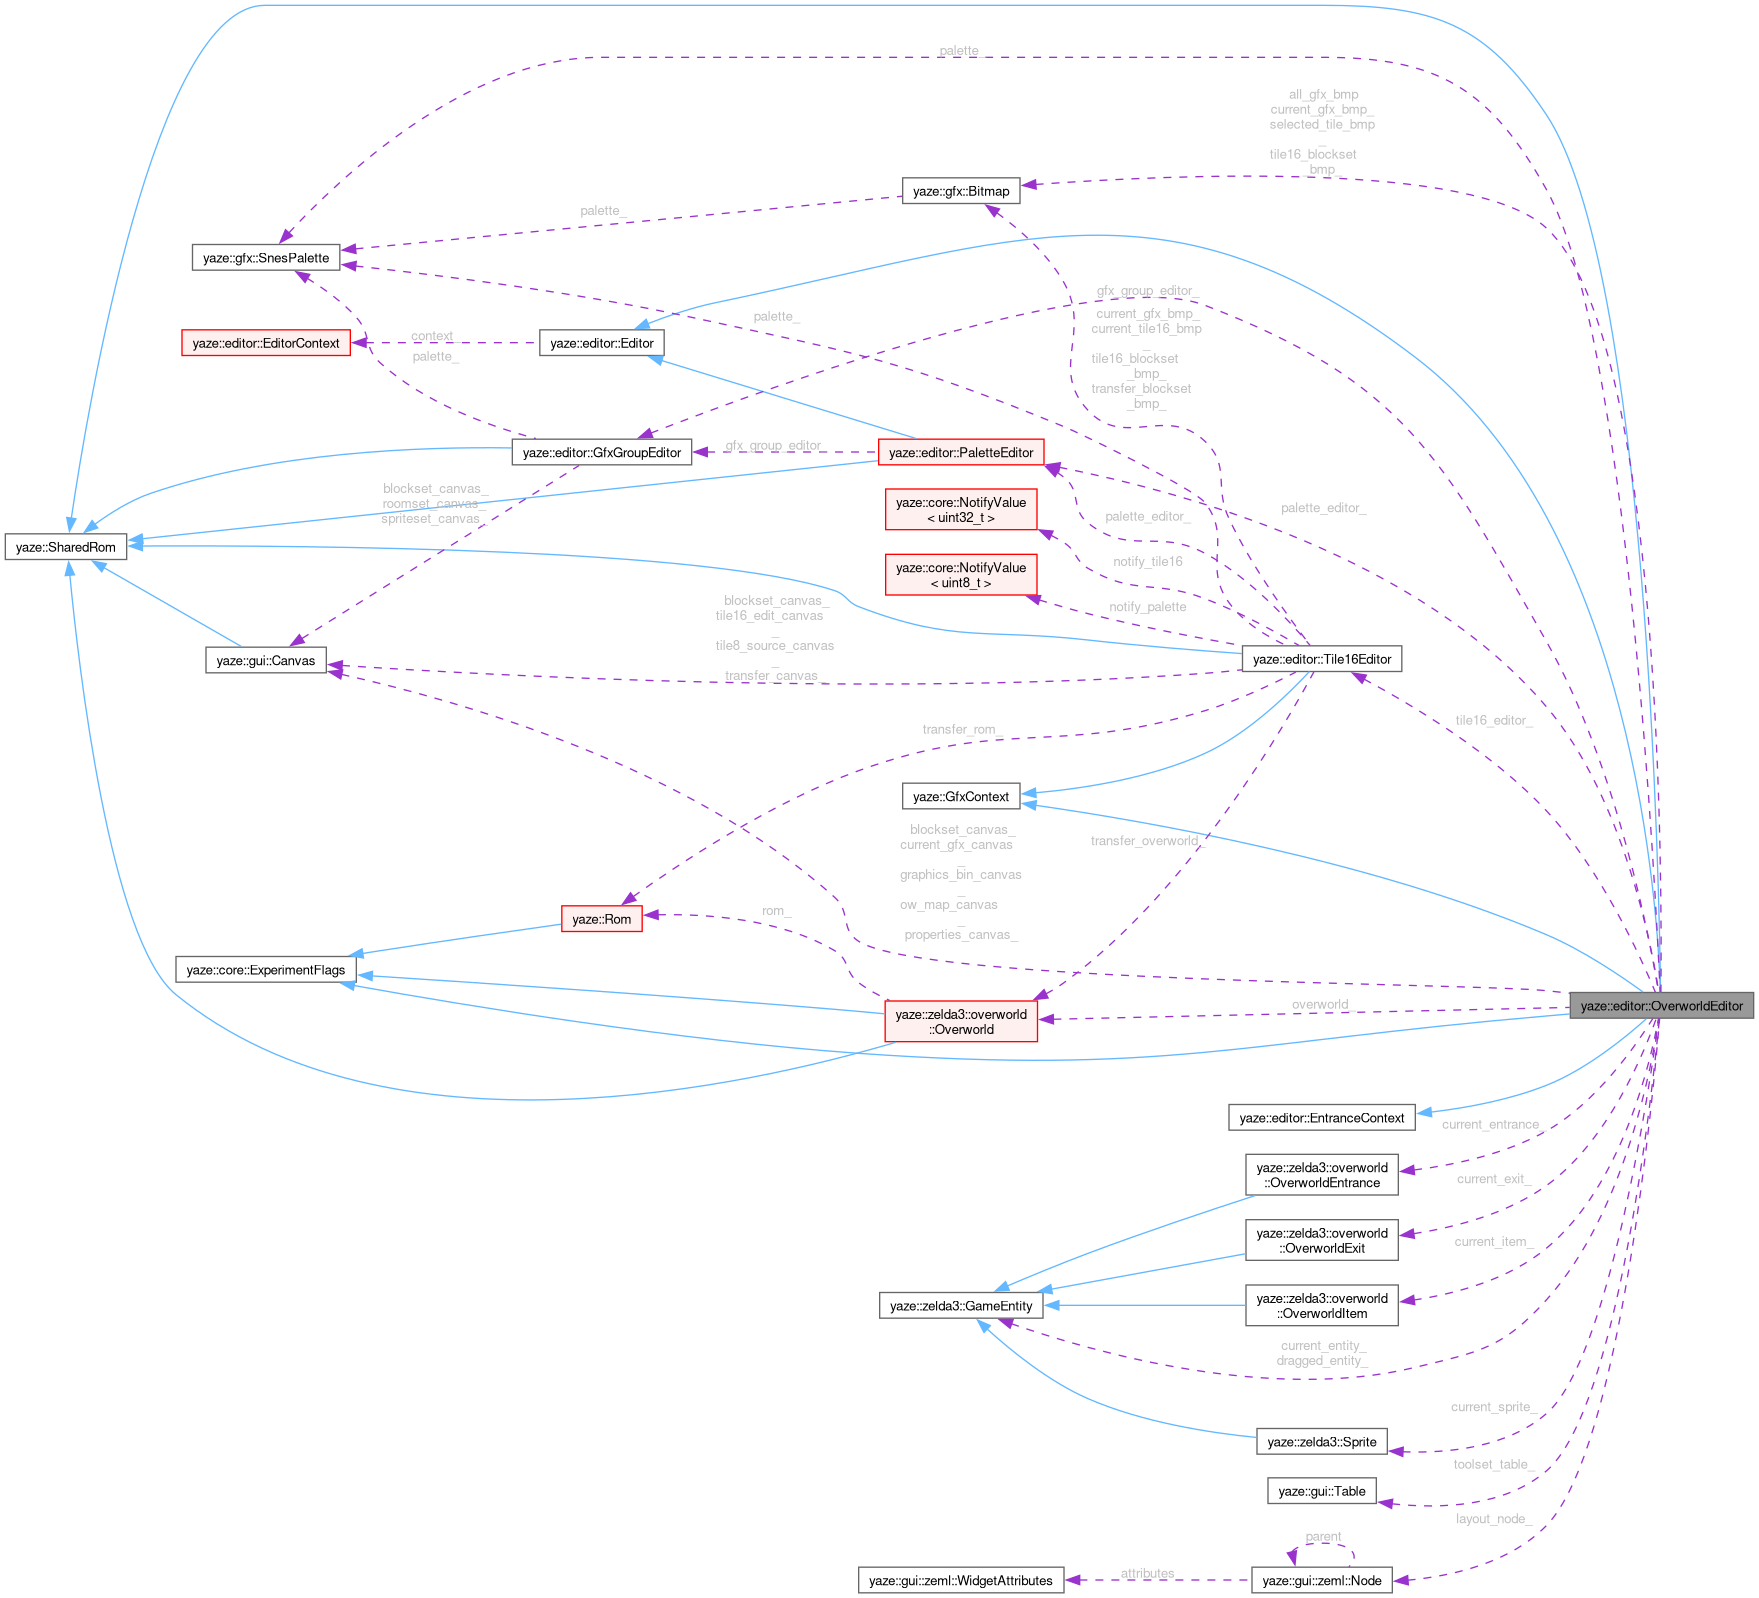 palette_
all_gfx_bmp
current_gfx_bmp_
selected_tile_bmp
_
tile16_blockset
_bmp_
yaze::gfx::Bitmap
palette_
yaze::gfx::SnesPalette
gfx_group_editor_
palette_
current_gfx_bmp_
current_tile16_bmp
_
tile16_blockset
_bmp_
transfer_blockset
_bmp_
yaze::editor::EditorContext
context
yaze::editor::Editor
palette_
yaze::editor::GfxGroupEditor
gfx_group_editor_
yaze::editor::PaletteEditor
blockset_canvas_
roomset_canvas_
spriteset_canvas_
yaze::core::NotifyValue
< uint32_t >
palette_editor_
palette_editor_
yaze::SharedRom
yaze::core::NotifyValue
< uint8_t >
notify_tile16
notify_palette
blockset_canvas_
tile16_edit_canvas
_
tile8_source_canvas
_
transfer_canvas_
yaze::gui::Canvas
yaze::editor::Tile16Editor
transfer_rom_
tile16_editor_
yaze::GfxContext
blockset_canvas_
current_gfx_canvas
_
graphics_bin_canvas
_
ow_map_canvas
_
properties_canvas_
transfer_overworld_
yaze::Rom
rom_
yaze::core::ExperimentFlags
yaze::zelda3::overworld
::Overworld
overworld_
yaze::editor::OverworldEditor
yaze::editor::EntranceContext
current_entrance_
yaze::zelda3::overworld
::OverworldEntrance
current_exit_
yaze::zelda3::overworld
::OverworldExit
current_item_
yaze::zelda3::GameEntity
yaze::zelda3::overworld
::OverworldItem
current_entity_
dragged_entity_
current_sprite_
yaze::zelda3::Sprite
toolset_table_
yaze::gui::Table
layout_node_
parent
yaze::gui::zeml::WidgetAttributes
attributes
yaze::gui::zeml::Node